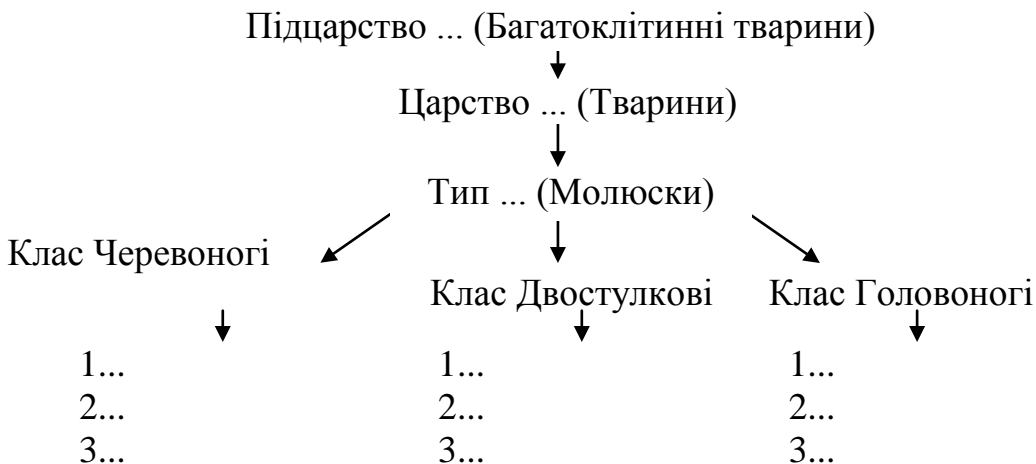 Підцарство ... (Багатоклітинні тварини)
Царство ... (Тварини)
Тип ... (Молюски)
Клас Черевоногі
Клас Двостулкові Клас Головоногі
1... 1... 1...
2... 2... 2...
3... 3... 3...